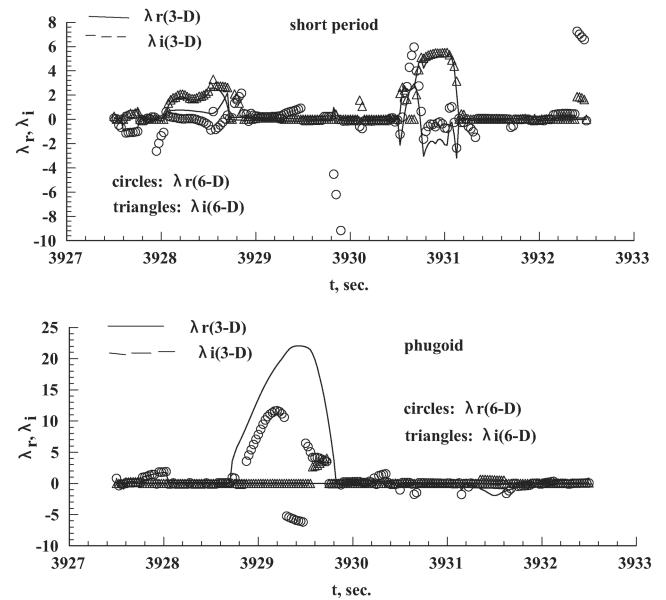 8
6
4
2
0
-2
-4
-6
-8
-10
λr, λi
λr(3-D)
λi(3-D)
short period
circles: λr(6-D)
triangles: λi(6-D)
3927 3928 3929 3930 3931 3932 3933
t, sec.
25
20
15
10
5
0
-5
-10
λr, λi
λr(3-D)
λi(3-D)
phugoid
circles: λr(6-D)
triangles: λi(6-D)
3927 3928 3929 3930 3931 3932 3933
t, sec.